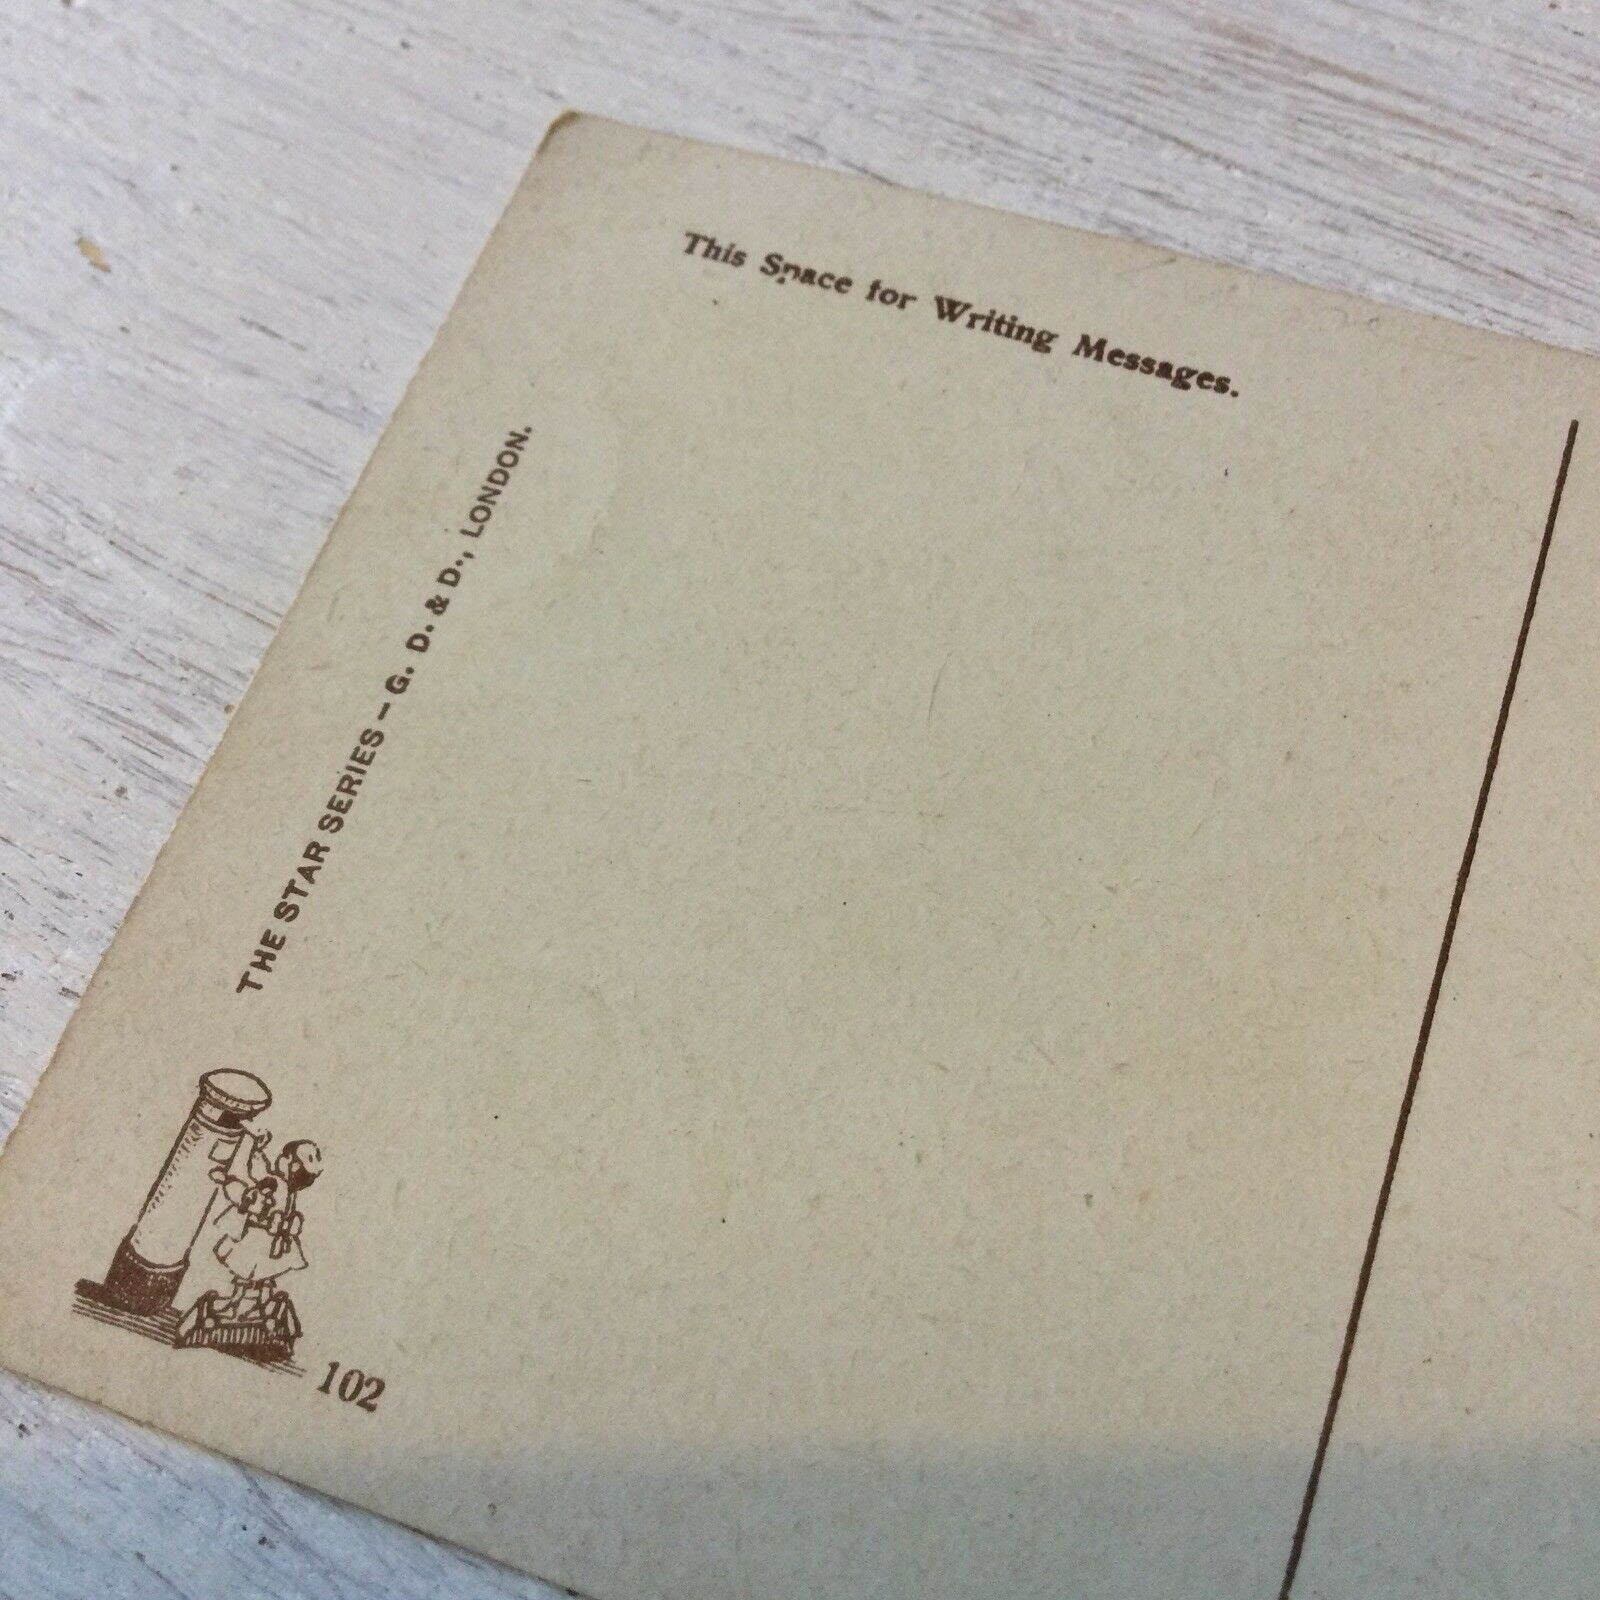 This Space for Writing Messages.
THE STAR SERIES – G. D. & D., LONDON.
102